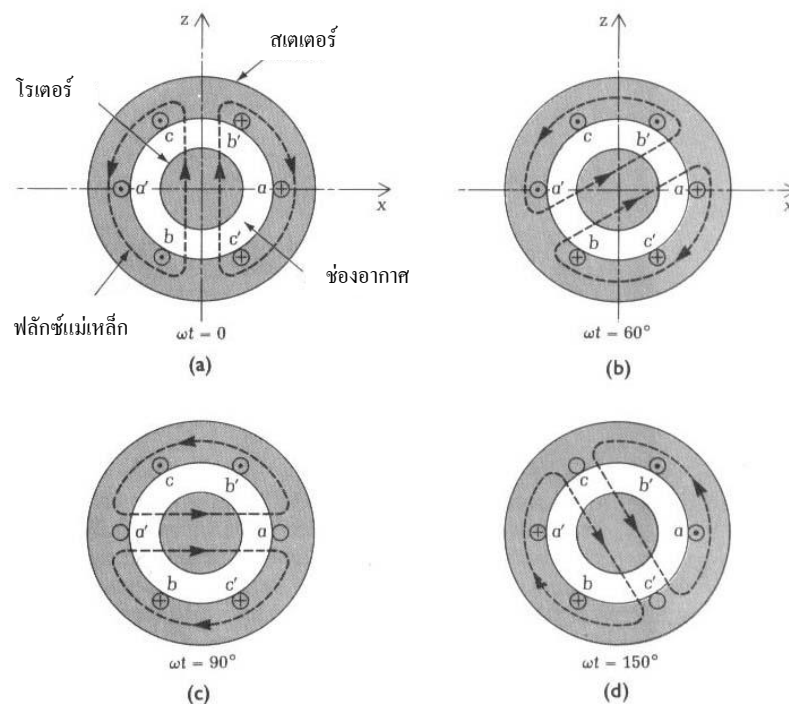 z
สเตเตอร์
z
โรเตอร์
c
b′
c
b′
a′
a
x
a′
a
x
b
c′
b
c′
ช่องอากาศ
ฟลักซ์แม่เหล็ก
ωt = 0
ωt = 60°
(a)
(b)
c
b′
c
b′
a′
a
a′
a
b
c′
b
c′
ωt = 90°
ωt = 150°
(c)
(d)